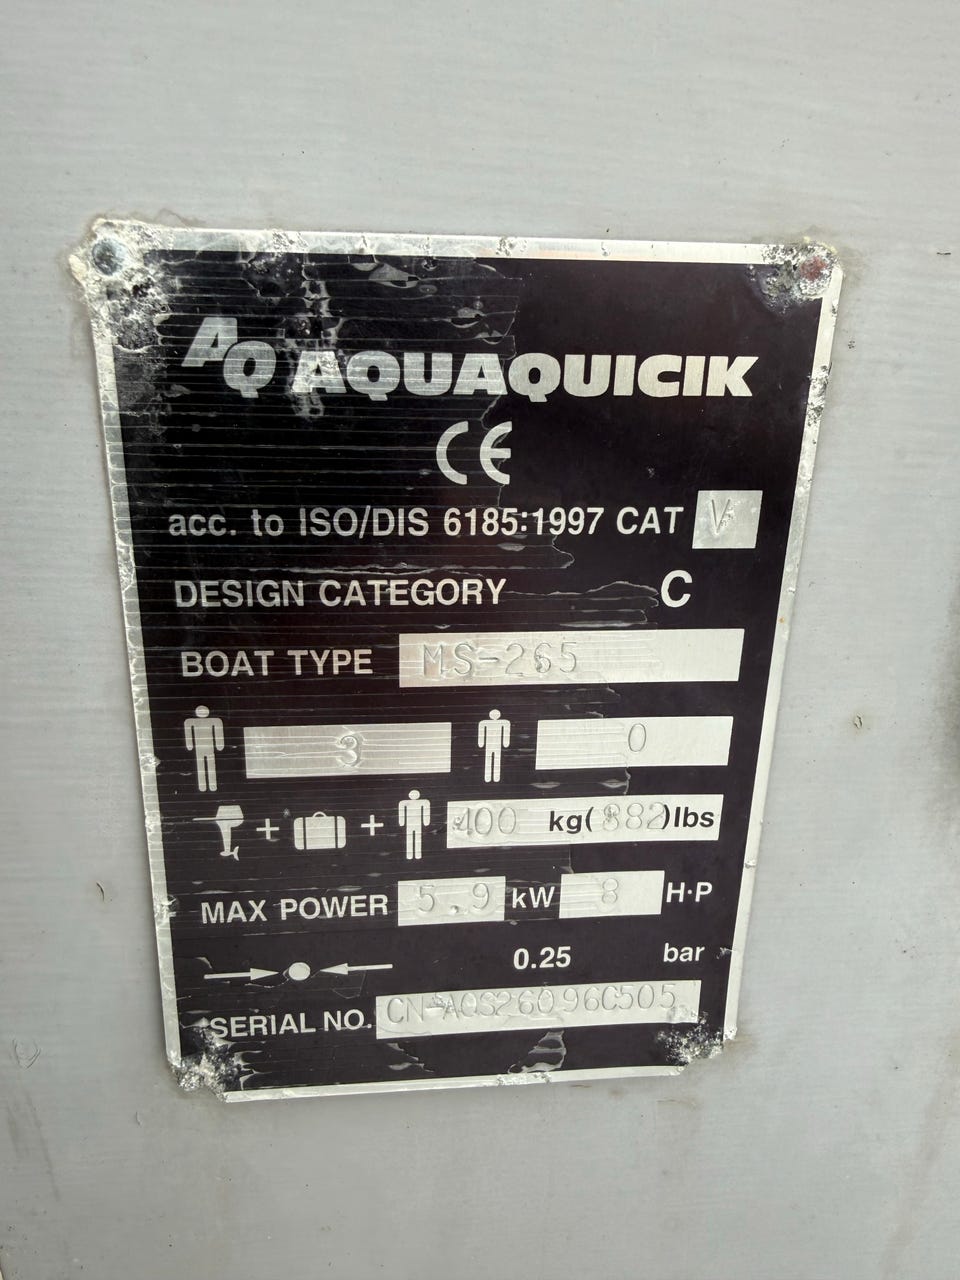 AQ AQUAQUICIK
CE
acc. to ISO/DIS 6185:1997 CAT V
DESIGN CATEGORY C
BOAT TYPE MS-265
3 0
400 kg(882)lbs
MAX POWER 5.9 kW 8 H·P
0.25 bar
SERIAL NO. CN-AQS26096C505